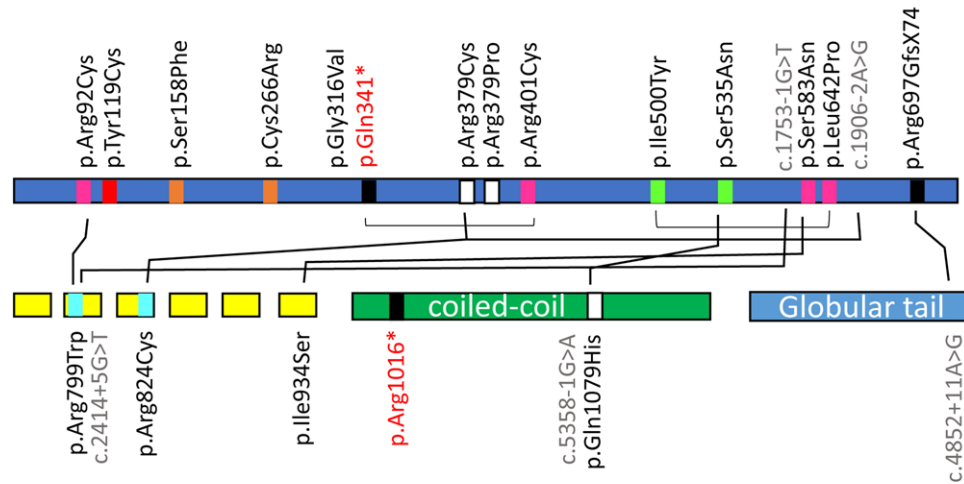 p.Arg92Cys
p.Tyr119Cys
p.Ser158Phe
p.Cys266Arg
p.Gly316Val
p.Gln341*
p.Arg379Cys
p.Arg379Pro
p.Arg401Cys
p.Ile500Tyr
p.Ser535Asn
c.1753-1G>T
p.Ser583Asn
p.Leu642Pro
c.1906-2A>G
p.Arg697GfsX74
coiled-coil
Globular tail
p.Arg799Trp
c.2414+5G>T
p.Arg824Cys
p.Ile934Ser
p.Arg1016*
c.5358-1G>A
p.Gln1079His
c.4852+11A>G